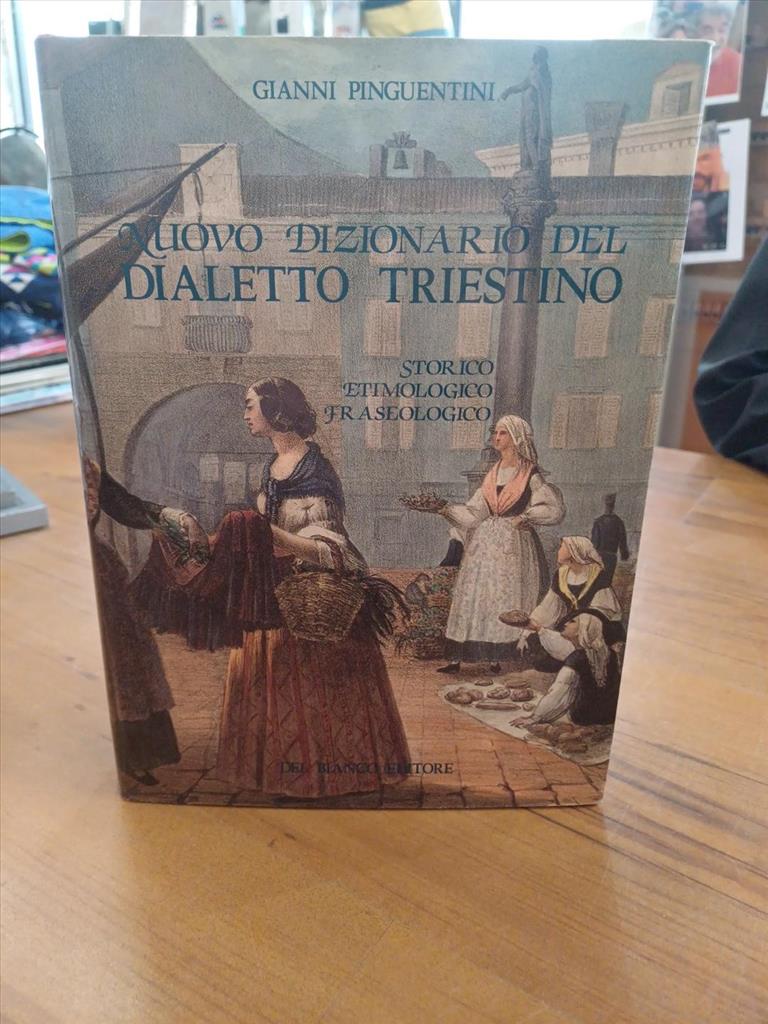 GIANNI PINGUENTINI
NUOVO DIZIONARIO DEL
DIALETTO TRIESTINO
STORICO
ETIMOLOGICO
FRASEOLOGICO
DEL BIANCO EDITORE